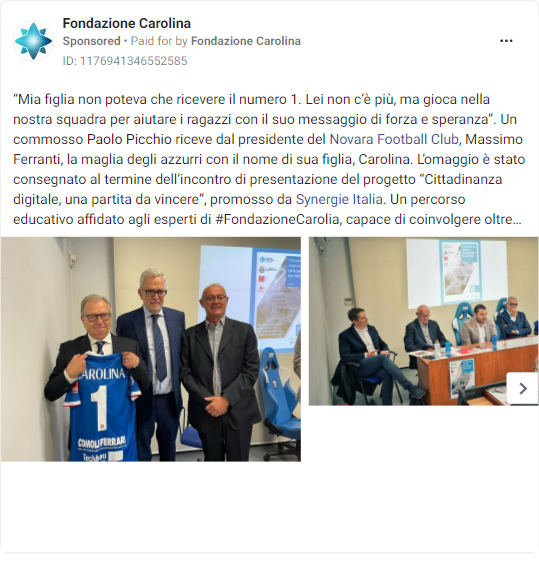 Fondazione Carolina
Sponsored • Paid for by Fondazione Carolina
ID: 1176941346552585
“Mia figlia non poteva che ricevere il numero 1. Lei non c’è più, ma gioca nella
nostra squadra per aiutare i ragazzi con il suo messaggio di forza e speranza”. Un
commosso Paolo Picchio riceve dal presidente del Novara Football Club, Massimo
Ferranti, la maglia degli azzurri con il nome di sua figlia, Carolina. L’omaggio è stato
consegnato al termine dell’incontro di presentazione del progetto “Cittadinanza
digitale, una partita da vincere”, promosso da Synergie Italia. Un percorso
educativo affidato agli esperti di #FondazioneCarolia, capace di coinvolgere oltre…
CAROLINA
1
COMOLI FERRARI